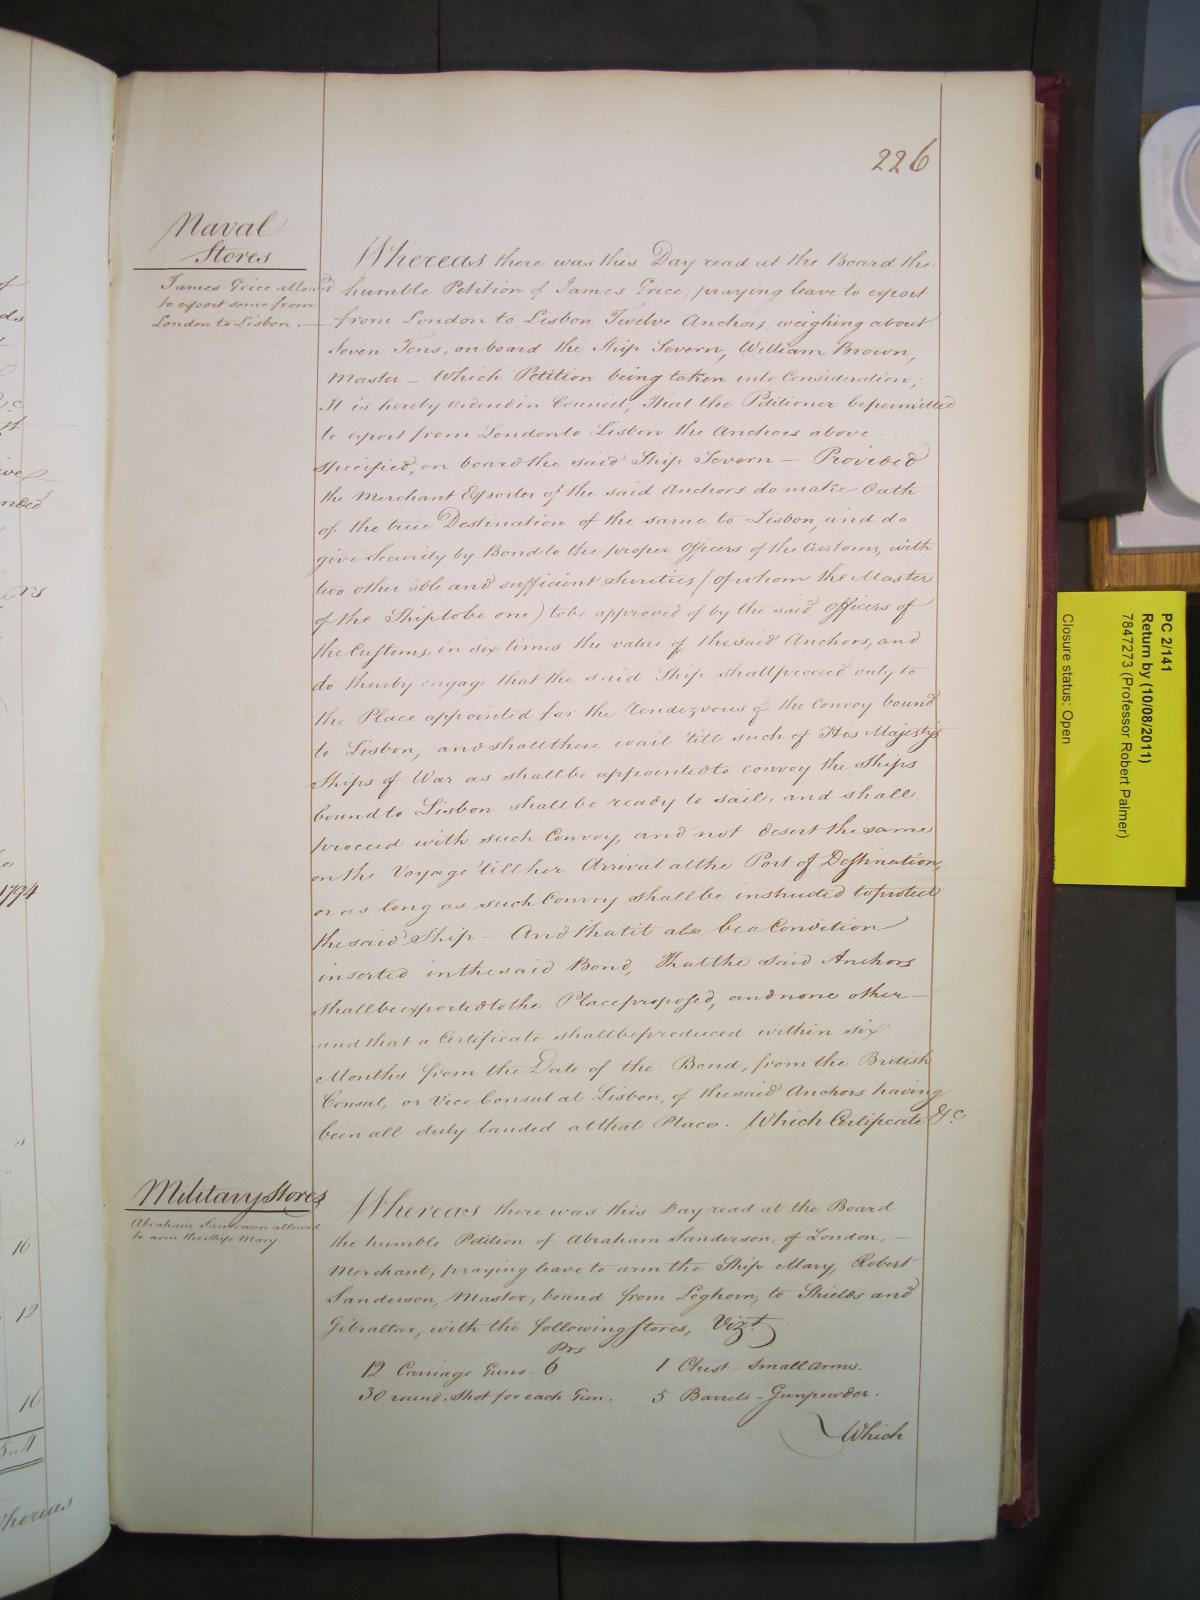 226
Naval
Stores
James Grice allowed
to export some from
London to Lisbon.
Whereas there was this Day read at the Board the
humble Petition of James Grice, praying leave to export
from London to Lisbon Twelve Anchors, weighing about
Seven Tons, on board the Ship Severn, William Brown,
Master – Which Petition being taken into Consideration;
It is hereby ordered in Council, That the Petitioner be permitted
to export from London to Lisbon the Anchors above
specified, on board the said Ship Severn – Provided
the Merchant Exporter of the said Anchors do make Oath
of the true Destination of the same to Lisbon, and do
give Security by Bond to the proper Officers of the Customs, with
two other able and sufficient Sureties (of whom the Master
of the Ship to be one) to be approved of by the said Officers of
the Customs, in six times the value of the said Anchors, and
do thereby engage that the said Ship shall proceed only to
the Place appointed for the Rendezvous of the Convoy bound
to Lisbon, and shall there wait 'till such of His Majesty's
Ships of War as shall be appointed to convoy the Ships
bound to Lisbon shall be ready to sail, and shall
proceed with such Convoy, and not desert the same
on the Voyage 'till her Arrival at the Port of Destination,
or as long as such Convoy shall be instructed to protect
the said Ship – And that it also be a Condition
inserted in the said Bond, That the said Anchors
shall be exported to the Place proposed, and none other –
and that a Certificate shall be produced within six
Months from the Date of the Bond, from the British
Consul, or Vice Consul at Lisbon, of the said Anchors having
been all duly landed at that Place. Which Certificate &c.
Military Stores
Abraham Sanderson allowed
to arm the Ship Mary.
Whereas there was this Day read at the Board
the humble Petition of Abraham Sanderson, of London, –
Merchant, praying leave to arm the Ship Mary, Robert
Sanderson, Master, bound from Leghorn, to Shields and
Gibraltar, with the following Stores, Vizt.
Prs
12 Carriage Guns - 6 1 Chest - Small Arms.
30 round Shot for each Gun. 5 Barrels - Gunpowder.
Which
1794
16
12
16
Whereas
PC 2/141
Return by (10/08/2011)
7847273 (Professor Robert Palmer)
Closure status: Open